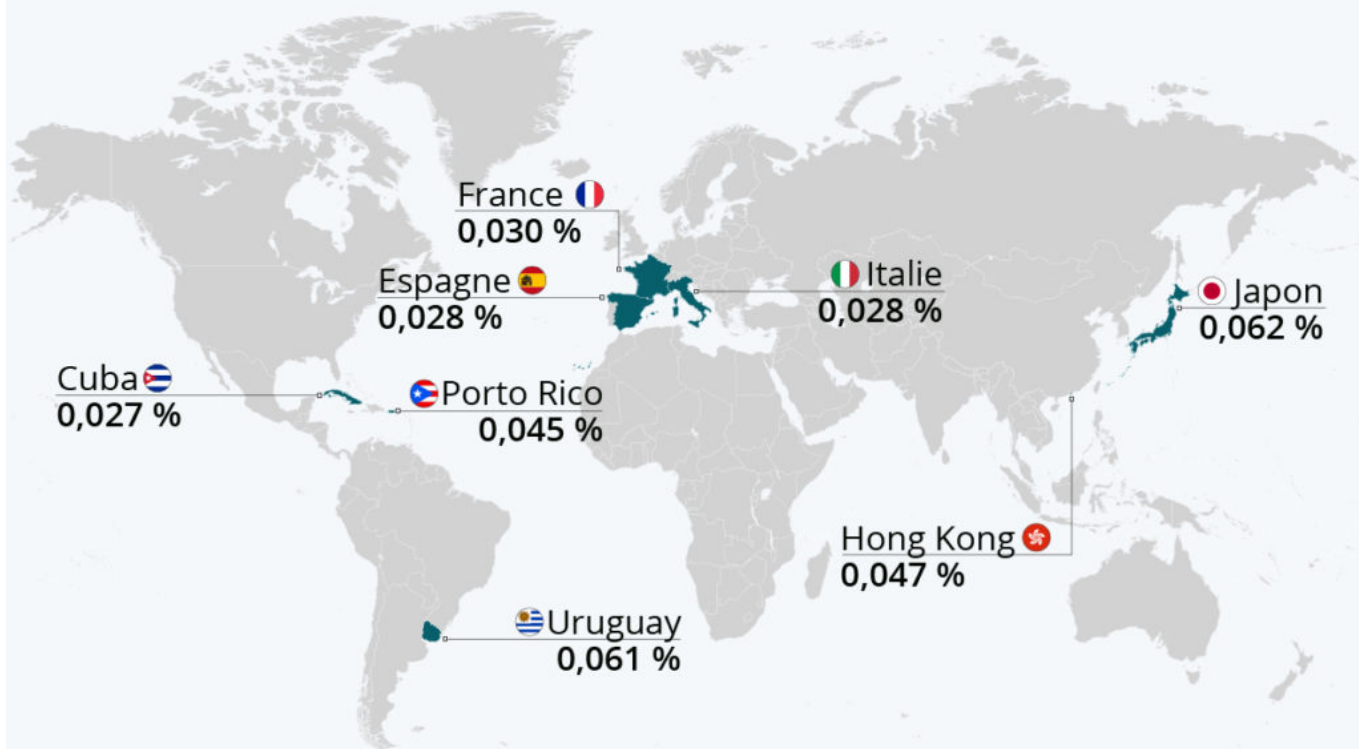 France
0,030 %
Espagne
0,028 %
Italie
0,028 %
Japon
0,062 %
Cuba
0,027 %
Porto Rico
0,045 %
Hong Kong
0,047 %
Uruguay
0,061 %